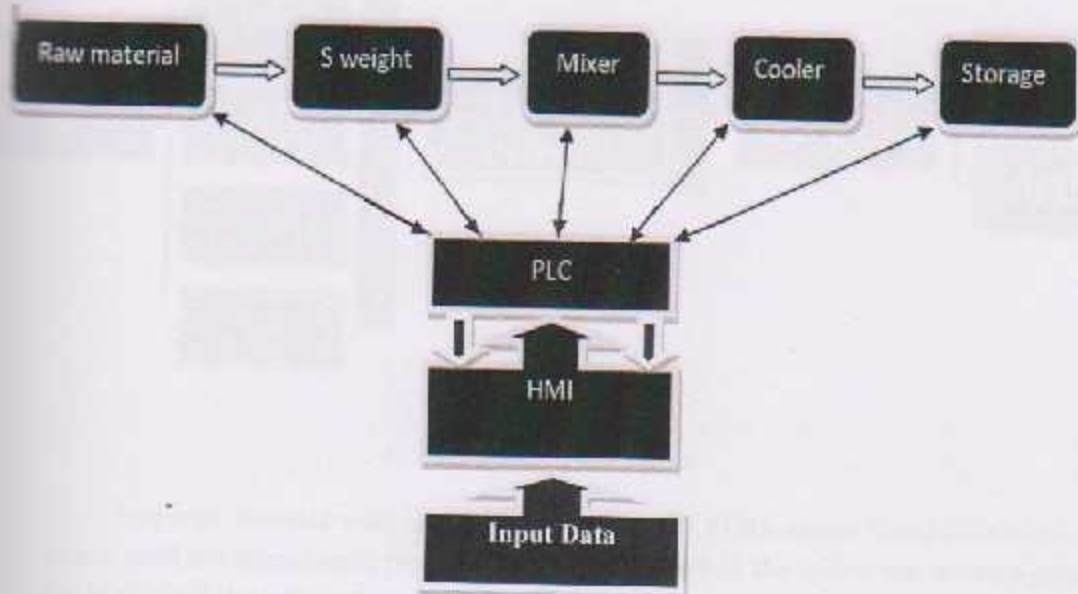 Raw material
S weight
Mixer
Cooler
Storage
PLC
HMI
Input Data